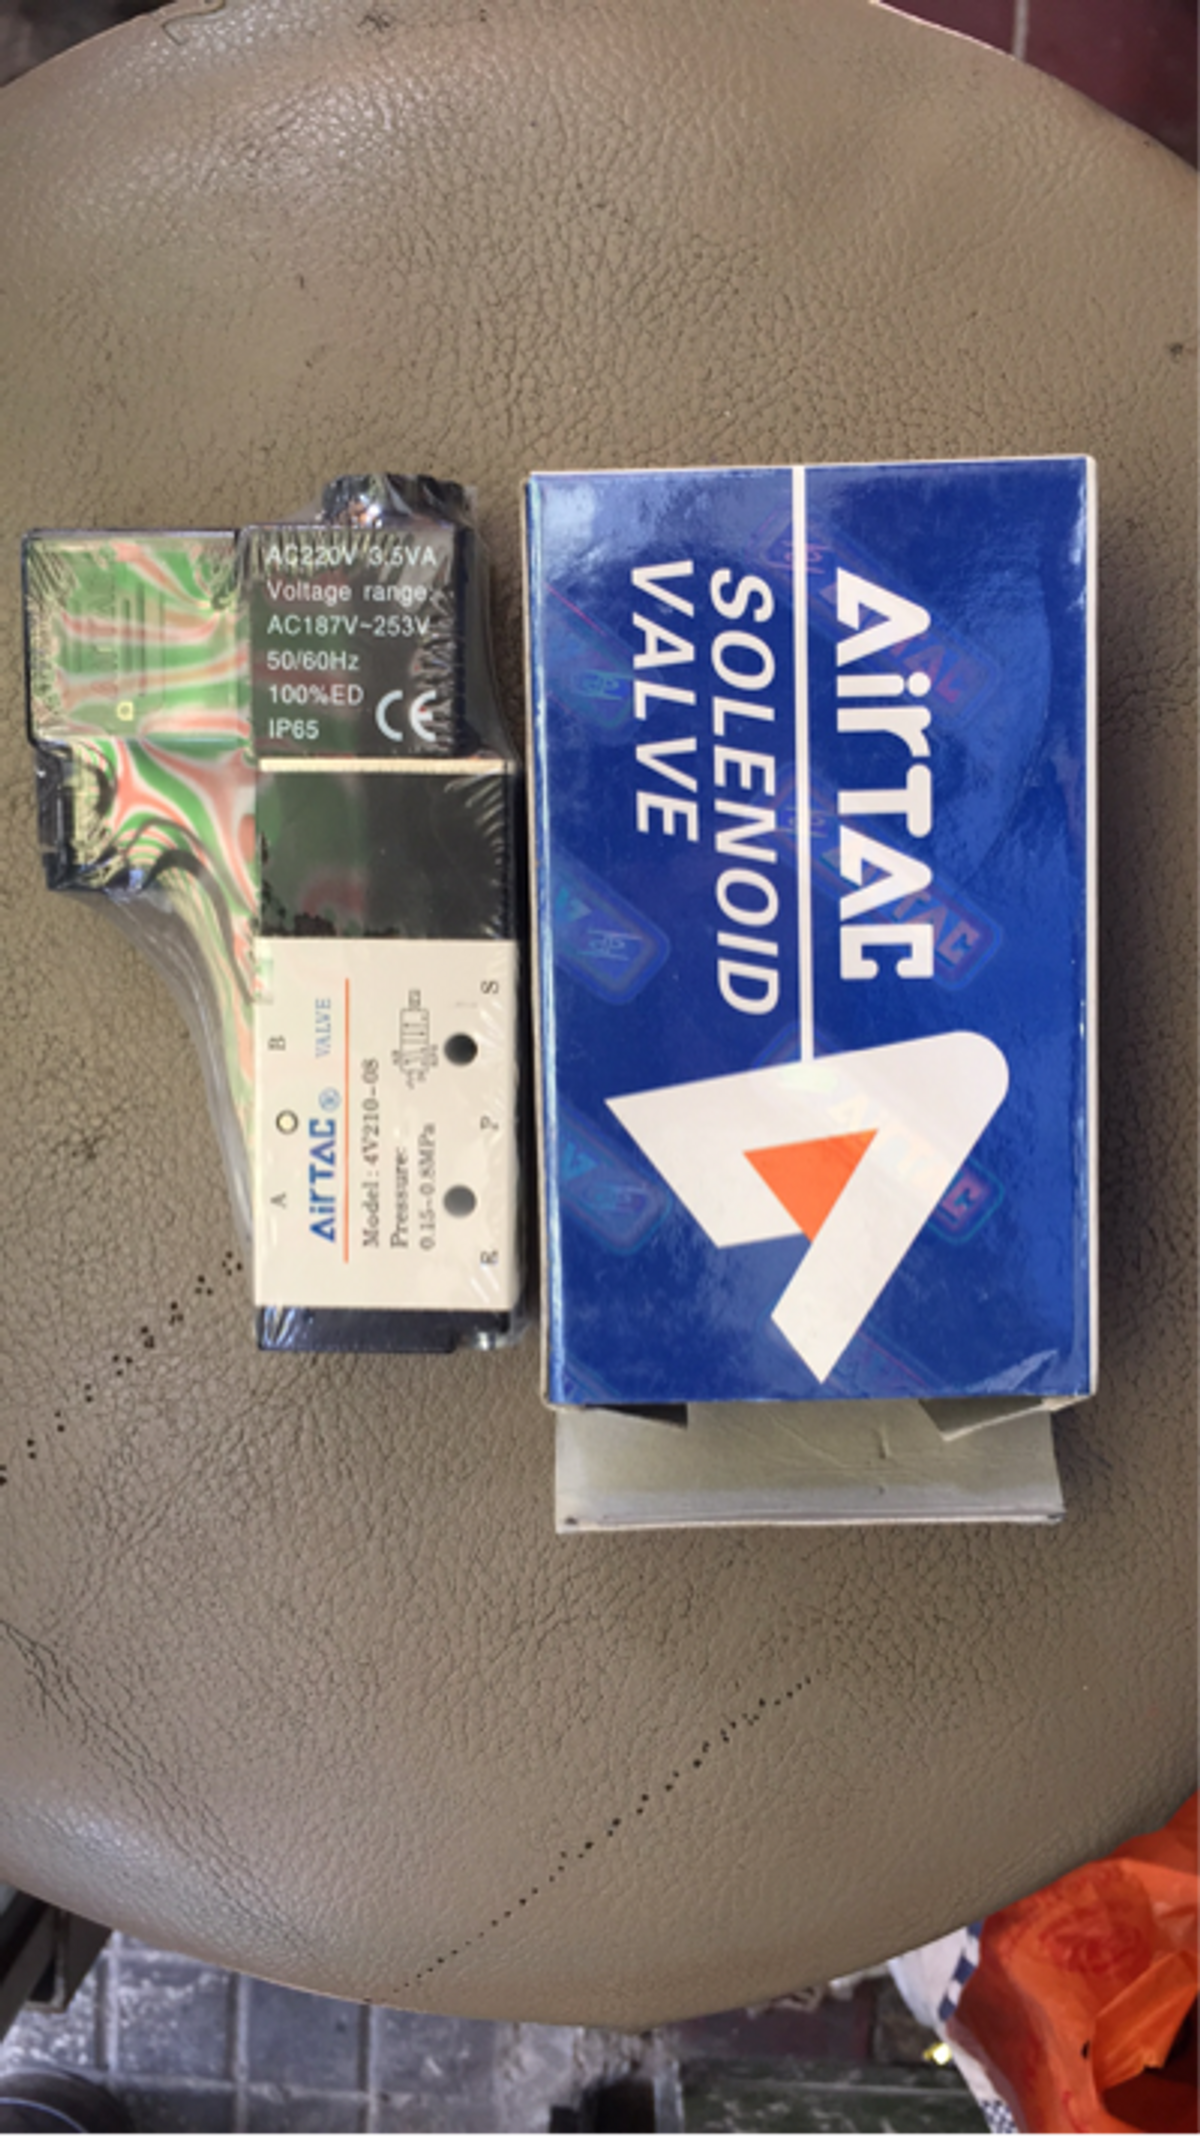 AC220V 3.5VA
Voltage range:
AC187V~253V
50/60Hz
100%ED
IP65
CE
A B
AirTAC ® VALVE
Model: 4V210-08
Pressure:
0.15~0.8MPa
R P S
AirTAC
SOLENOID
VALVE